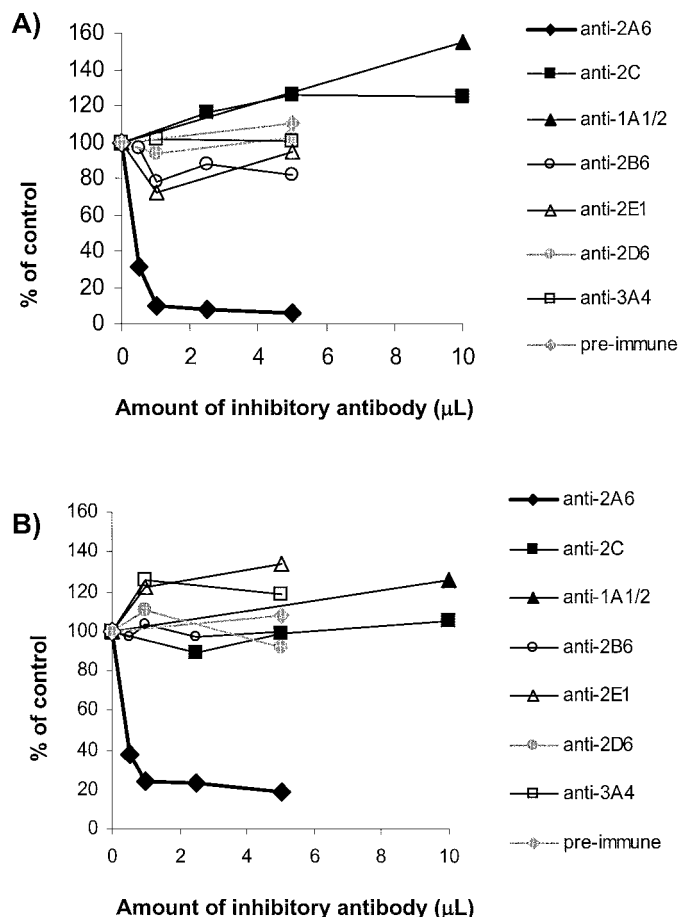 A)
160
140
120
100
80
60
40
20
0
% of control
0 2 4 6 8 10
Amount of inhibitory antibody (µL)
anti-2A6
anti-2C
anti-1A1/2
anti-2B6
anti-2E1
anti-2D6
anti-3A4
pre-immune
B)
160
140
120
100
80
60
40
20
0
% of control
0 2 4 6 8 10
Amount of inhibitory antibody (µL)
anti-2A6
anti-2C
anti-1A1/2
anti-2B6
anti-2E1
anti-2D6
anti-3A4
pre-immune